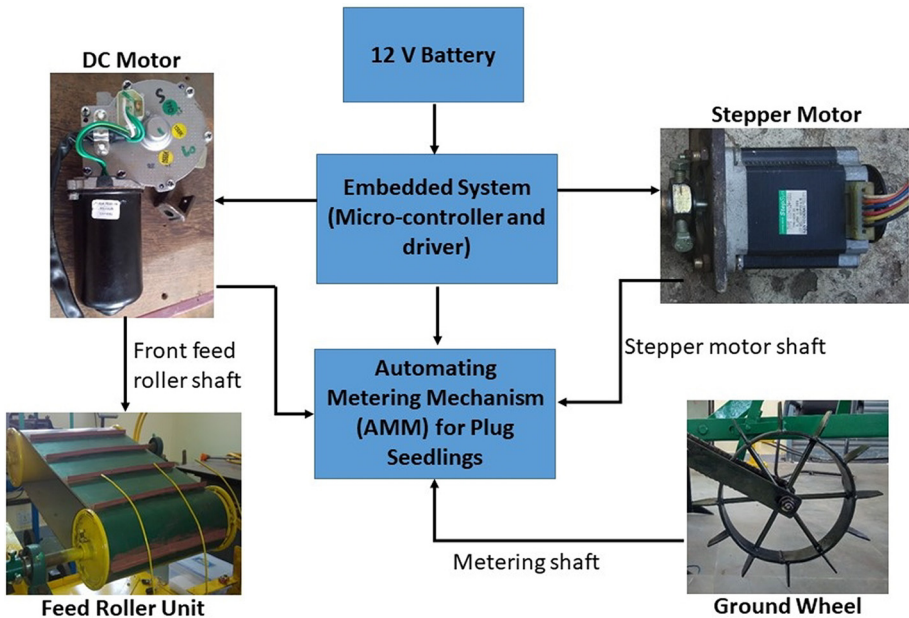 12 V Battery
DC Motor
Stepper Motor
Embedded System
(Micro-controller and
driver)
Front feed
roller shaft
Automating
Metering Mechanism
(AMM) for Plug
Seedlings
Stepper motor shaft
Metering shaft
Feed Roller Unit
Ground Wheel